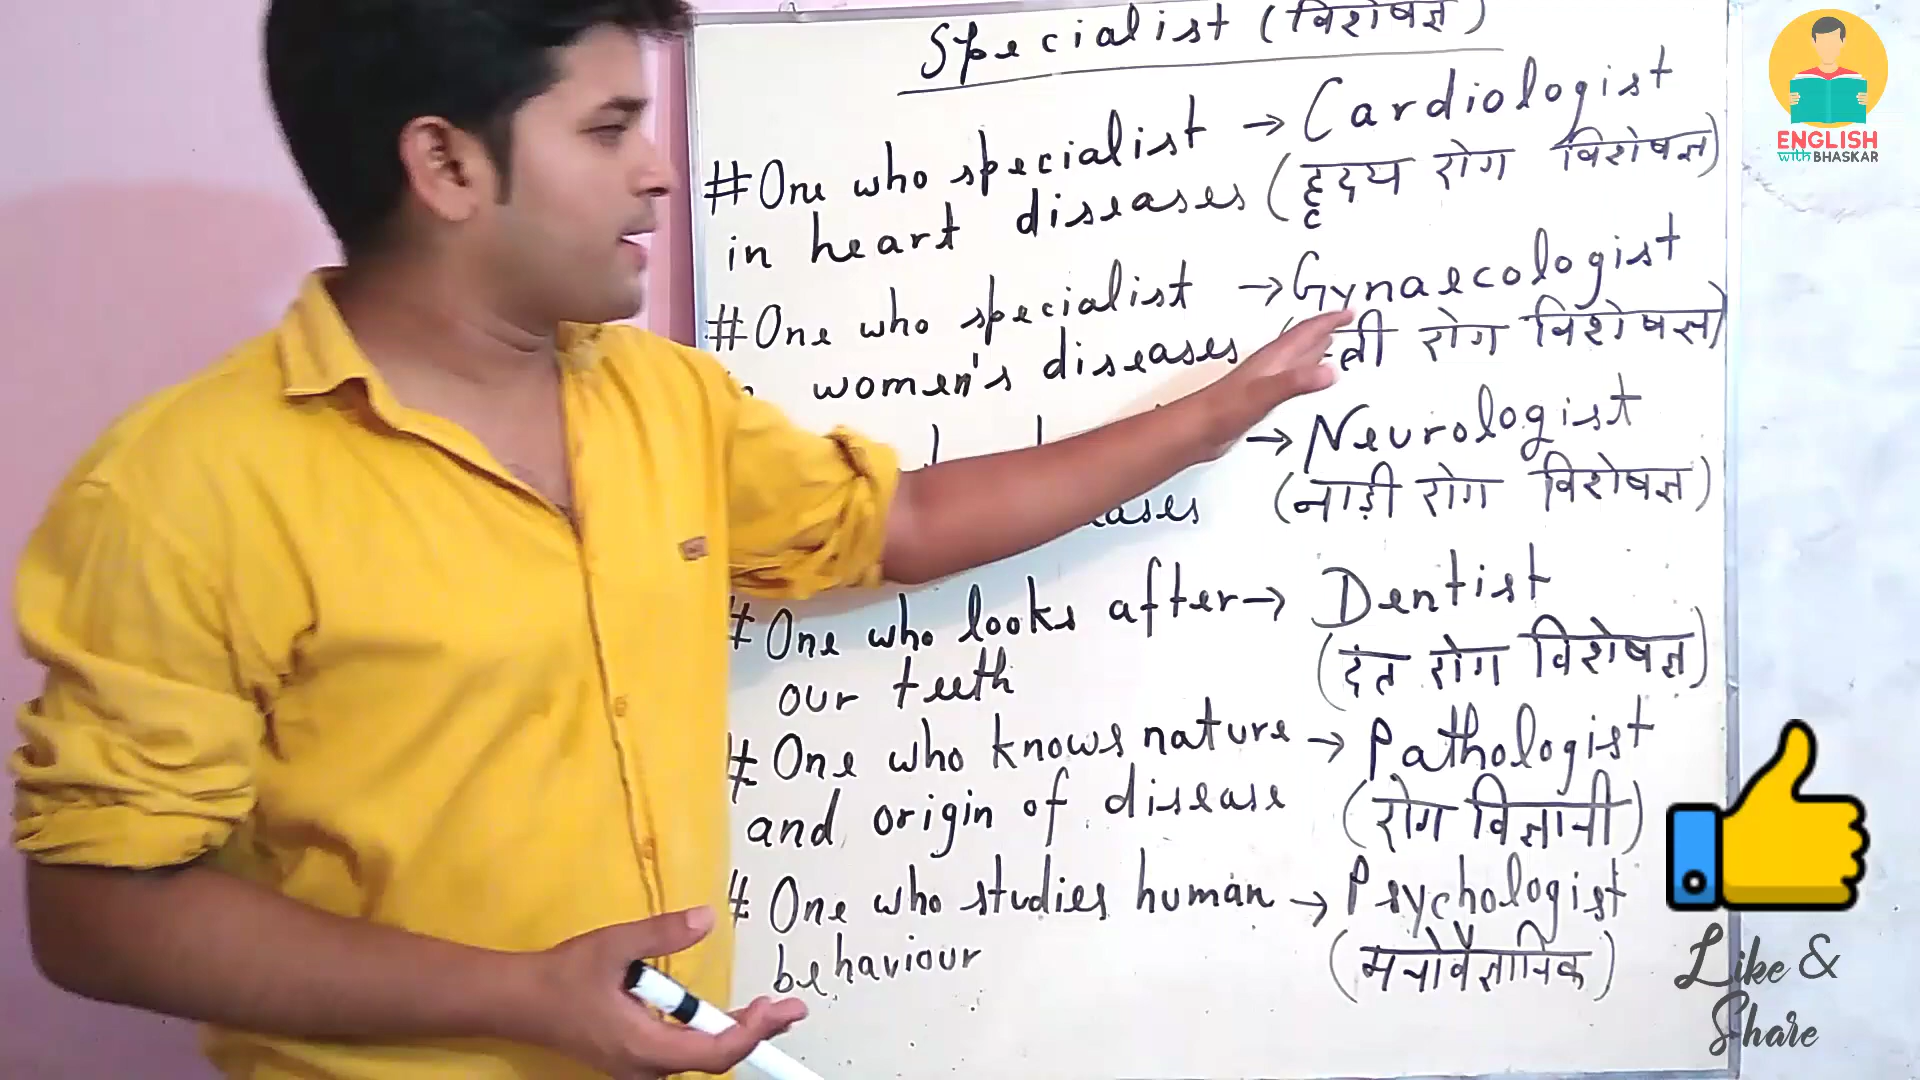 Specialist (विशेषज्ञ)
#One who specialist → Cardiologist
in heart diseases (हृदय रोग विशेषज्ञ)
#One who specialist → Gynaecologist
women's diseases रोग विशेषज्ञ)
→ Neurologist
(नाड़ी रोग विशेषज्ञ)
# One who looks after → Dentist
our teeth (दंत रोग विशेषज्ञ)
# One who knows nature → Pathologist
and origin of disease (रोग विज्ञानी)
# One who studies human → Psychologist
behaviour (मनोवैज्ञानिक)
ENGLISH
with BHASKAR
Like &
Share